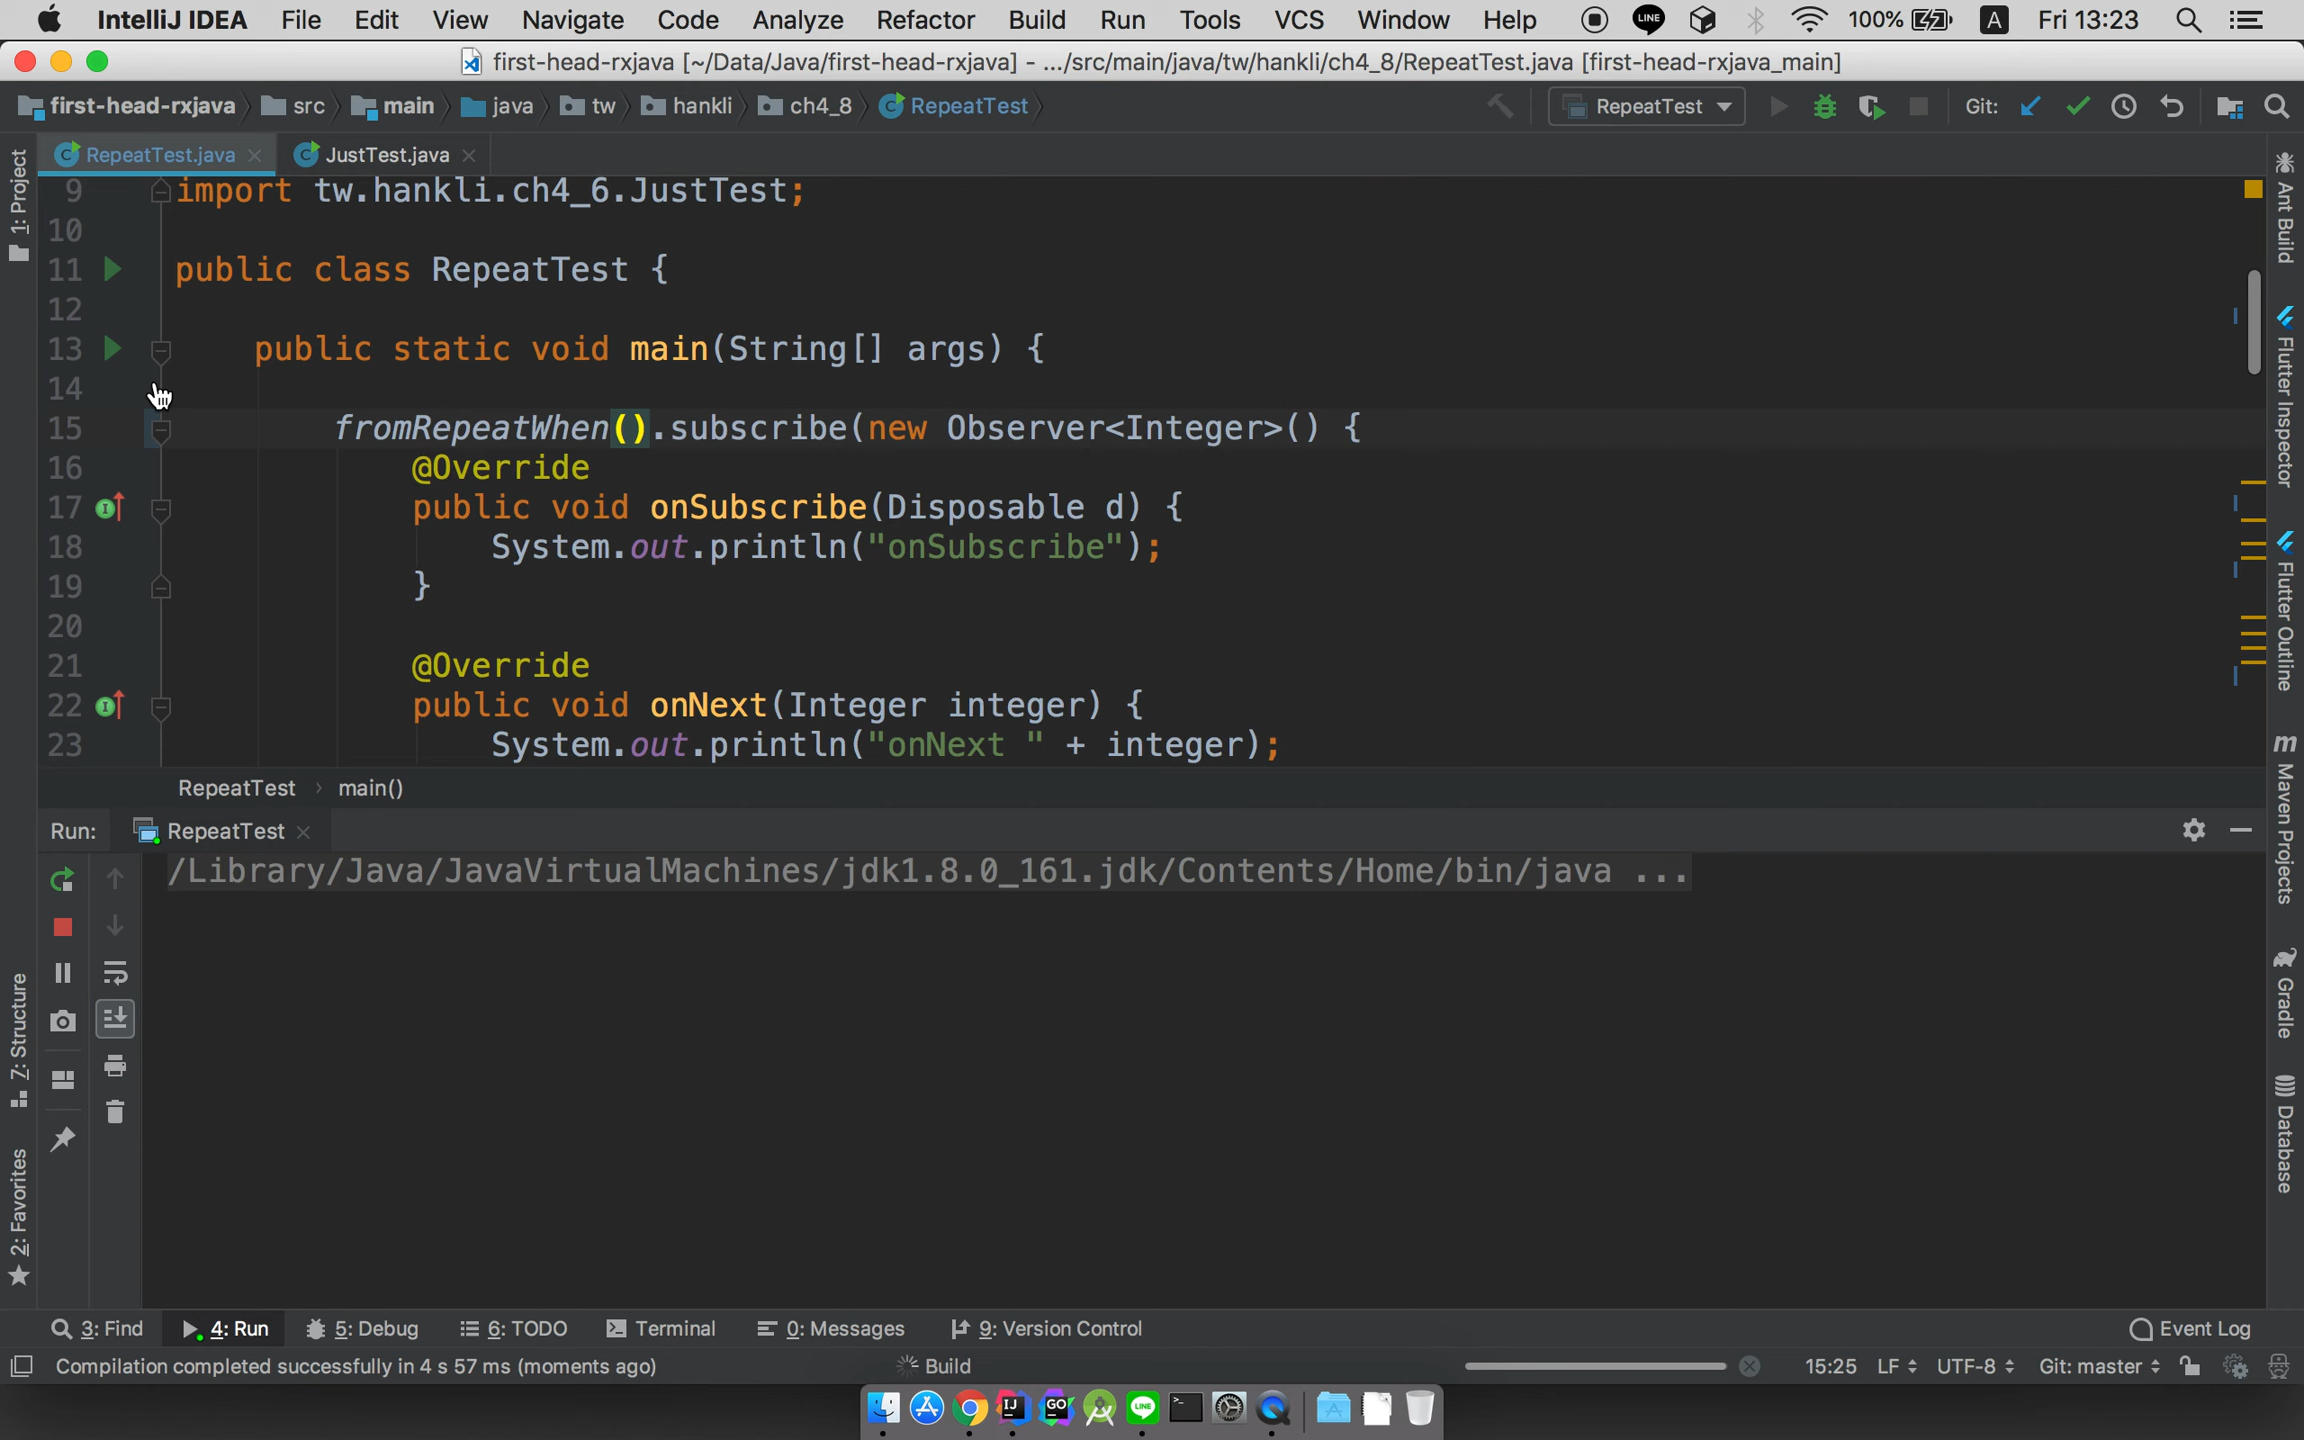 IntelliJ IDEA File Edit View Navigate Code Analyze Refactor Build Run Tools VCS Window Help LINE 100% A Fri 13:23
first-head-rxjava [~/Data/Java/first-head-rxjava] - .../src/main/java/tw/hankli/ch4_8/RepeatTest.java [first-head-rxjava_main]
first-head-rxjava src main java tw hankli ch4_8 RepeatTest RepeatTest Git:
RepeatTest.java JustTest.java
1: Project
7: Structure
2: Favorites
9 import tw.hankli.ch4_6.JustTest;
10
11 public class RepeatTest {
12
13 public static void main(String[] args) {
14
15 fromRepeatWhen().subscribe(new Observer<Integer>() {
16 @Override
17 public void onSubscribe(Disposable d) {
18 System.out.println("onSubscribe");
19 }
20
21 @Override
22 public void onNext(Integer integer) {
23 System.out.println("onNext " + integer);
Ant Build
Flutter Inspector
Flutter Outline
m Maven Projects
Gradle
Database
RepeatTest main()
Run: RepeatTest
/Library/Java/JavaVirtualMachines/jdk1.8.0_161.jdk/Contents/Home/bin/java ...
3: Find 4: Run 5: Debug 6: TODO Terminal 0: Messages 9: Version Control Event Log
Compilation completed successfully in 4 s 57 ms (moments ago) Build 15:25 LF UTF-8 Git: master
IJ GO LINE